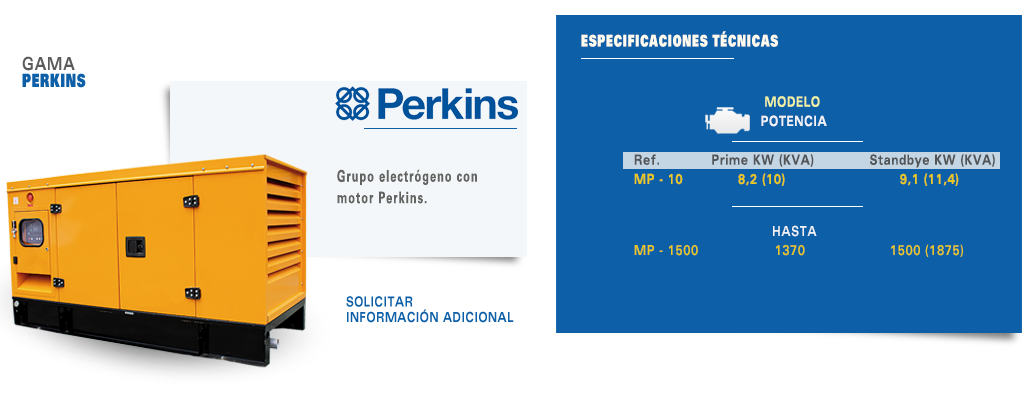 GAMA
PERKINS
Perkins
Grupo electrógeno con
motor Perkins.
SOLICITAR
INFORMACIÓN ADICIONAL
ESPECIFICACIONES TÉCNICAS
MODELO
POTENCIA
Ref. Prime KW (KVA) Standbye KW (KVA)
MP - 10 8,2 (10) 9,1 (11,4)
HASTA
MP - 1500 1370 1500 (1875)